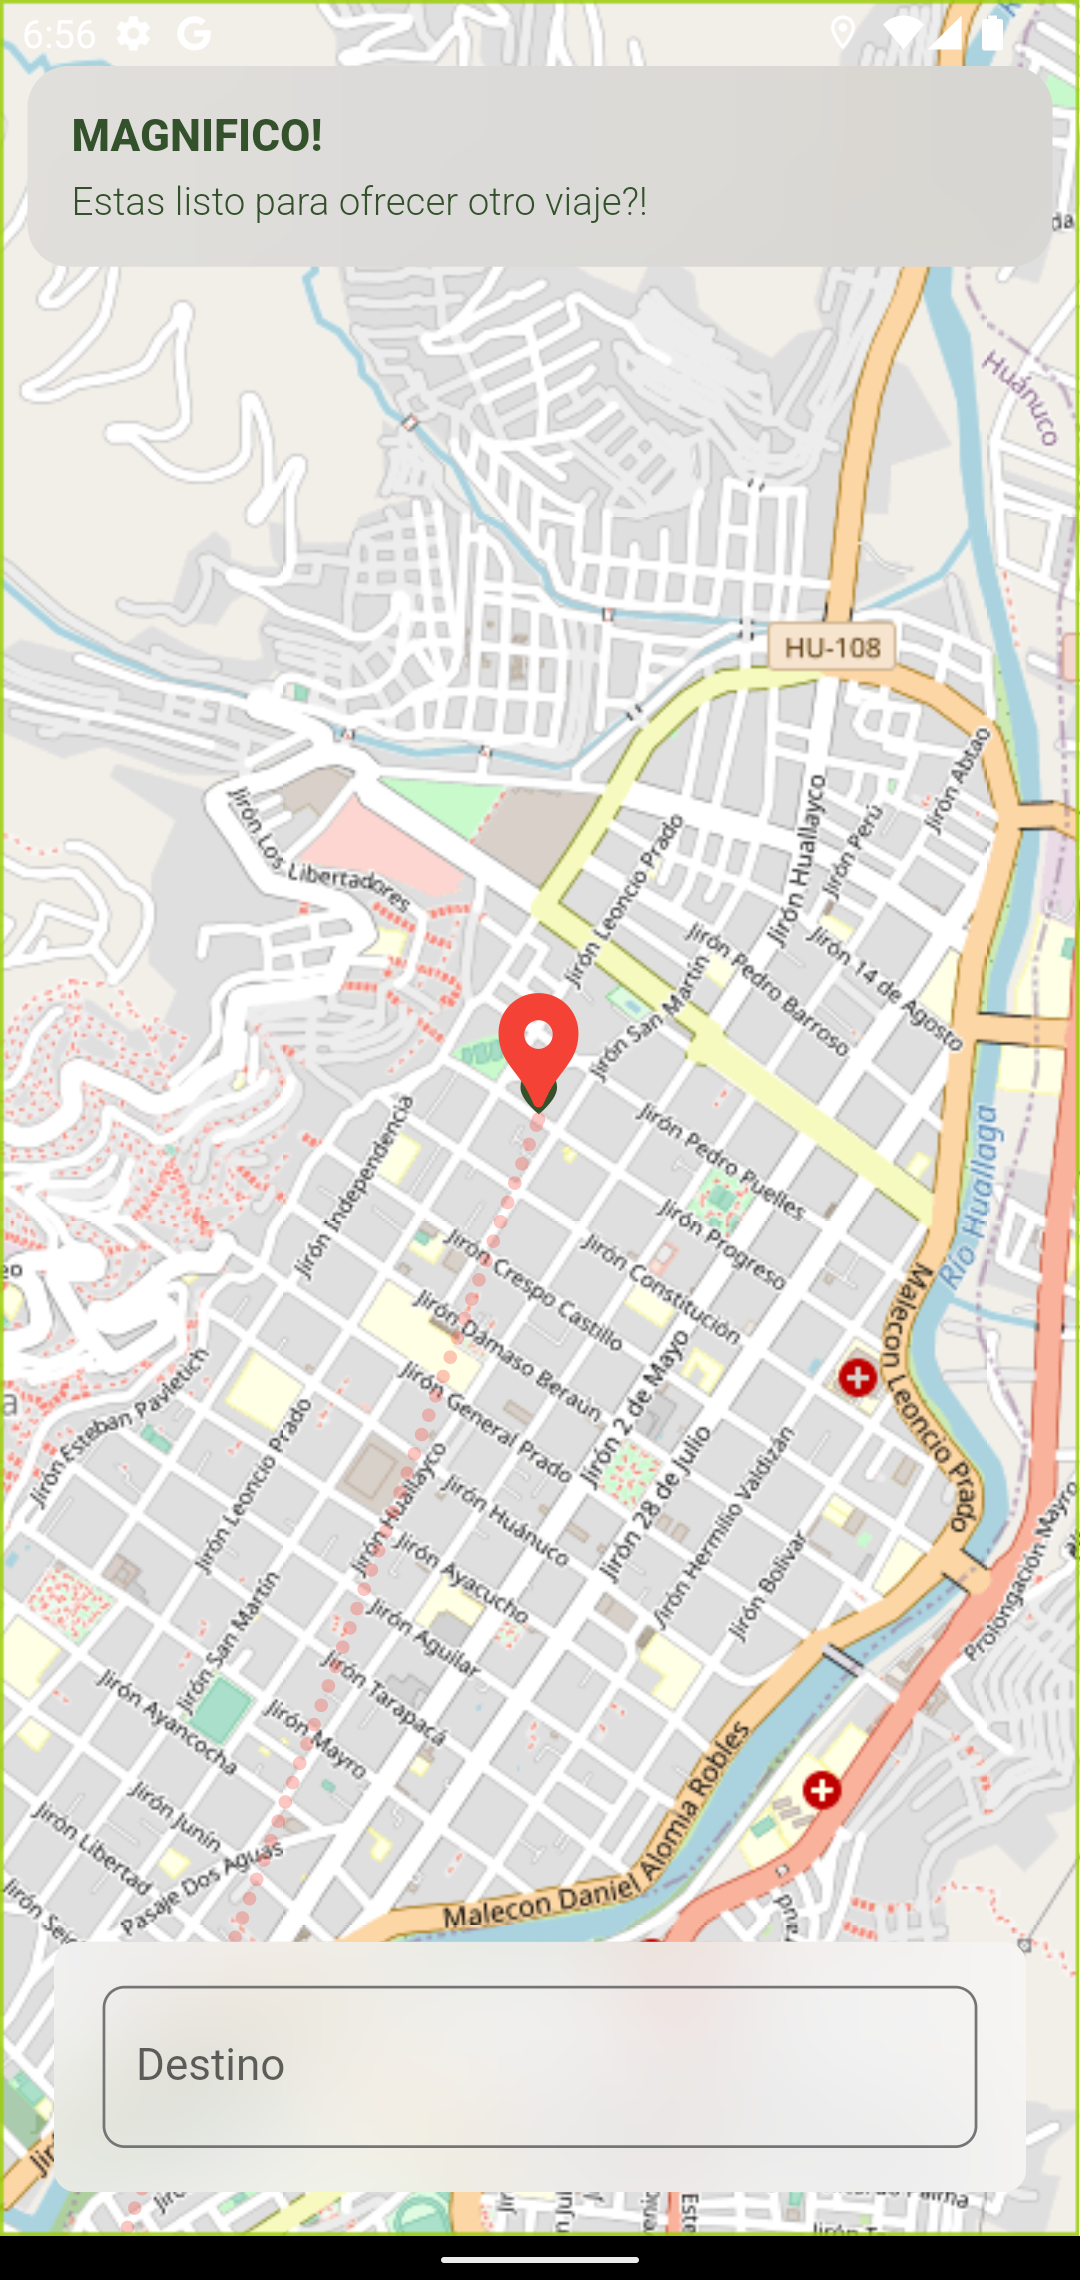 6:56
MAGNIFICO!
Estas listo para ofrecer otro viaje?!
Huánuco
HU-108
Jirón Abtao
Jirón Los Libertadores
Jirón Leoncio Prado
Jirón Huallayco
Jirón Perú
Jirón Pedro Barroso
Jirón 14 de Agosto
Jirón San Martín
Jirón Independencia
Jirón Pedro Puelles
Río Huallaga
Jirón Progreso
Jirón Crespo Castillo
Jirón Constitución
Malecon Leoncio Prado
Jirón Dámaso Beraún
Jirón 2 de Mayo
Jirón General Prado
Jirón Esteban Pavletich
Jirón Leoncio Prado
Jirón Huallayco
Jirón 28 de Julio
Jirón Hermilio Valdizán
Jirón Huánuco
Jirón Bolivar
Prolongación Mayro
Jirón Ayacucho
Jirón San Martín
Jirón Aguilar
Jirón Tarapacá
Jirón Ayancocha
Jirón Mayro
Jirón Junín
Jirón Libertad
Pasaje Dos Aguas
Malecon Daniel Alomia Robles
Destino